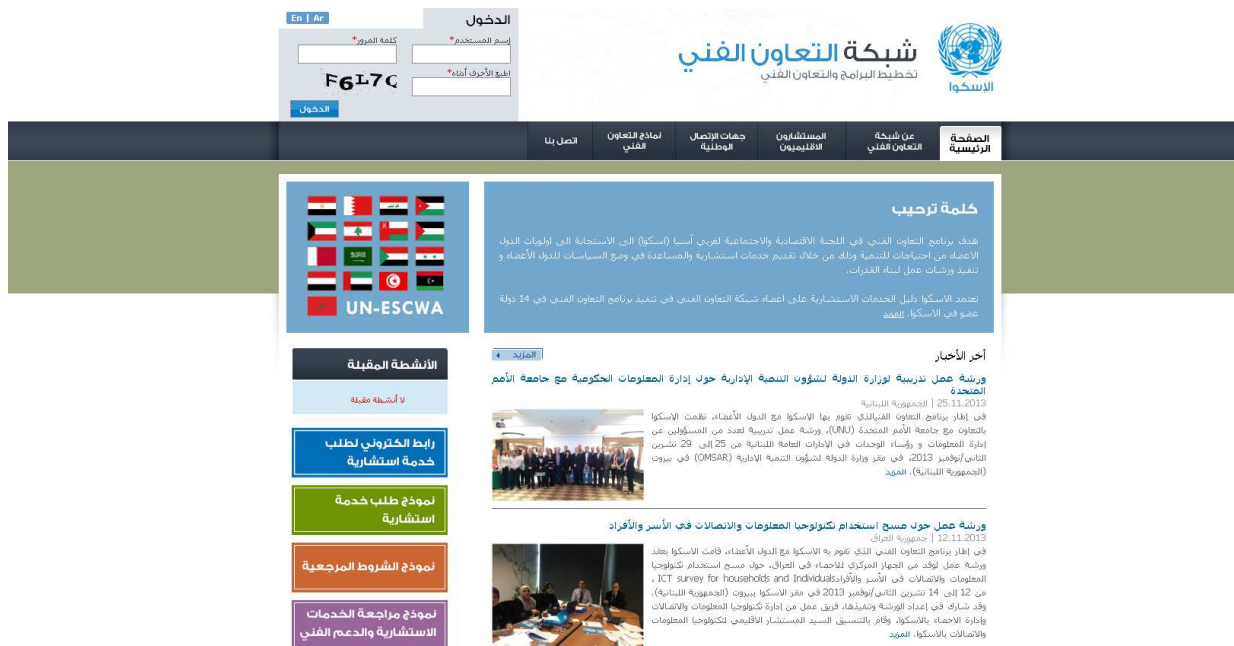 En | Ar
الدخول
إسم المستخدم*
كلمة المرور*
اطبع الأحرف أدناه*
F6L7C
الدخول
شبكة التعاون الفني
تخطيط البرامج والتعاون الفني
الإسكوا
الصفحة الرئيسية
عن شبكة التعاون الفني
المستشارون الاقليميون
جهات الإتصال الوطنية
نماذج التعاون الفني
اتصل بنا
كلمة ترحيب
هدف برنامج التعاون الفني في اللجنة الاقتصادية والاجتماعية لغربي آسيا (اسكوا) الى الاستجابة الى اولويات الدول
الاعضاء من احتياجات للتنمية وذلك من خلال تقديم خدمات استشارية والمساعدة في وضع السياسات للدول الأعضاء و
تنفيذ ورشات عمل لبناء القدرات.
تعتمد الاسكوا دليل الخدمات الاستشارية على اعضاء شبكة التعاون الفني في تنفيذ برنامج التعاون الفني في 14 دولة
عضو في الاسكوا. المزيد
UN-ESCWA
آخر الأخبار
المزيد
ورشة عمل تدريبية لوزارة الدولة لشؤون التنمية الإدارية حول إدارة المعلومات الحكومية مع جامعة الأمم
المتحدة
25.11.2013 | الجمهورية اللبنانية
في إطار برنامج التعاون الفنيالذي تقوم بها الإسكوا مع الدول الأعضاء، نظمت الإسكوا
بالتعاون مع جامعة الأمم المتحدة (UNU)، ورشة عمل تدريبية لعدد من المسؤولين عن
إدارة المعلومات و رؤساء الوحدات في الإدارات العامة اللبنانية من 25 إلى 29 تشرين
الثاني/نوفمبر 2013، في مقر وزارة الدولة لشؤون التنمية الإدارية (OMSAR) في بيروت
(الجمهورية اللبنانية). المزيد
ورشة عمل حول مسح استخدام تكنولوجيا المعلومات والاتصالات في الأسر والأفراد
12.11.2013 | جمهورية العراق
في إطار برنامج التعاون الفني الذي تقوم به الاسكوا مع الدول الأعضاء، قامت الاسكوا بعقد
ورشة عمل لوفد من الجهاز المركزي للاحصاء في العراق، حول مسح استخدام تكنولوجيا
المعلومات والاتصالات في الأسر والأفرادICT survey for households and Individuals ،
من 12 إلى 14 تشرين الثاني/نوفمبر 2013 في مقر الاسكوا ببيروت (الجمهورية اللبنانية).
وقد شارك في إعداد الورشة وتنفيذها، فريق عمل من إدارة تكنولوجيا المعلومات والاتصالات
وإدارة الاحصاء بالاسكوا، وقام بالتنسيق السيد المستشار الاقليمي لتكنولوجيا المعلومات
والاتصالات بالاسكوا. المزيد
الأنشطة المقبلة
لا أنشطة مقبلة
رابط الكتروني لطلب
خدمة استشارية
نموذج طلب خدمة
استشارية
نموذج الشروط المرجعية
نموذج مراجعة الخدمات
الاستشارية والدعم الفني